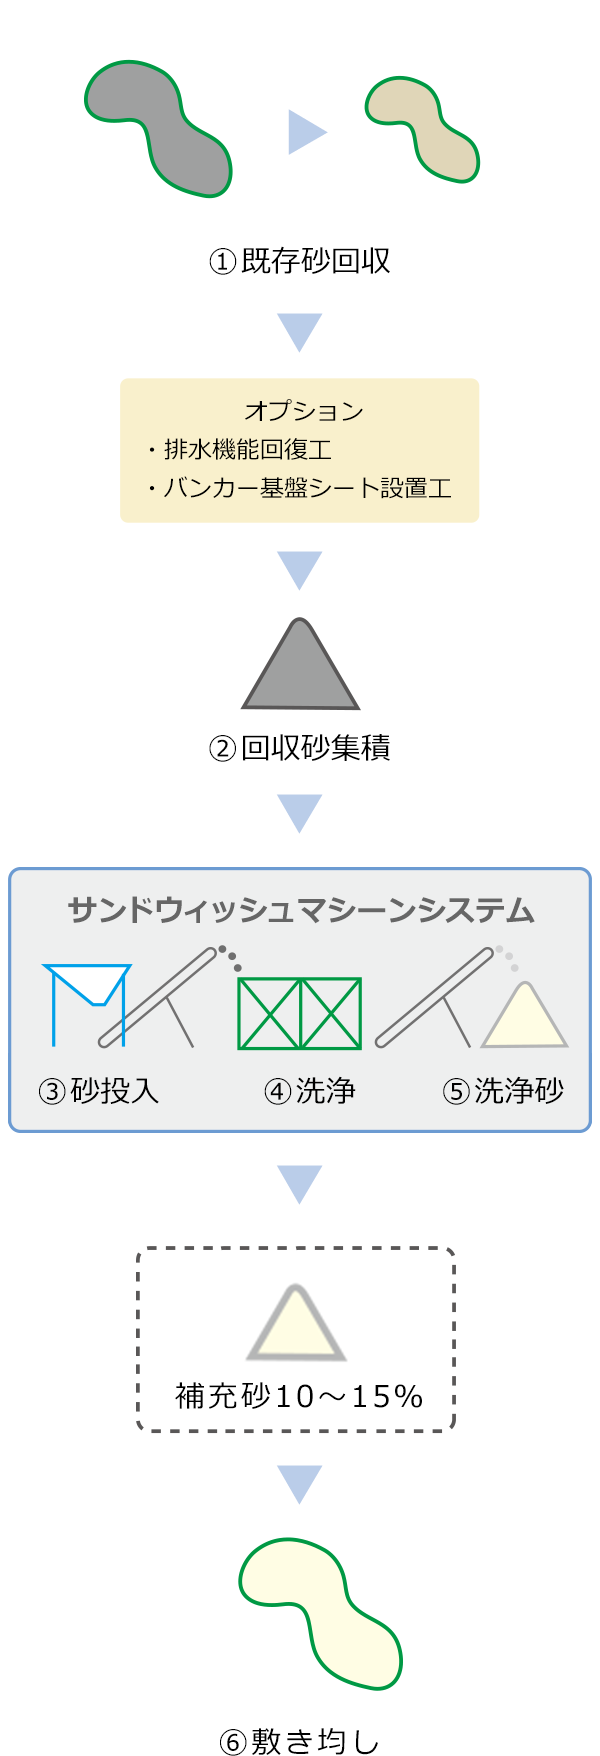 ①既存砂回収
オプション
・排水機能回復工
・バンカー基盤シート設置工
②回収砂集積
サンドウィッシュマシーンシステム
③砂投入
④洗浄
⑤洗浄砂
補充砂10～15%
⑥敷き均し